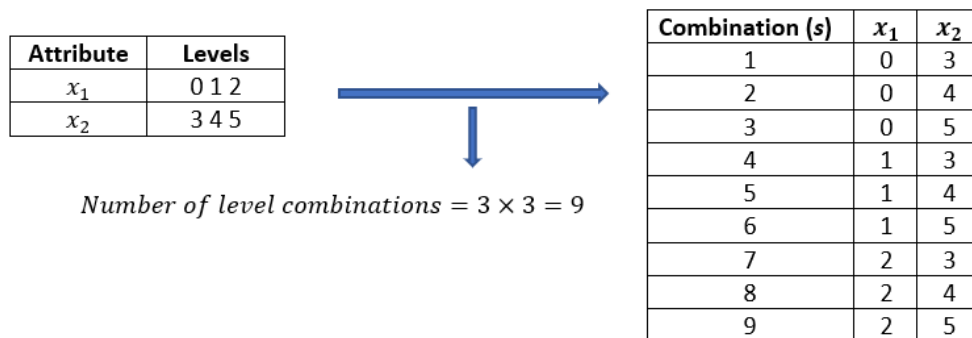 Attribute Levels
x₁ 0 1 2
x₂ 3 4 5
Number of level combinations = 3 × 3 = 9
Combination (s) x₁ x₂
1 0 3
2 0 4
3 0 5
4 1 3
5 1 4
6 1 5
7 2 3
8 2 4
9 2 5